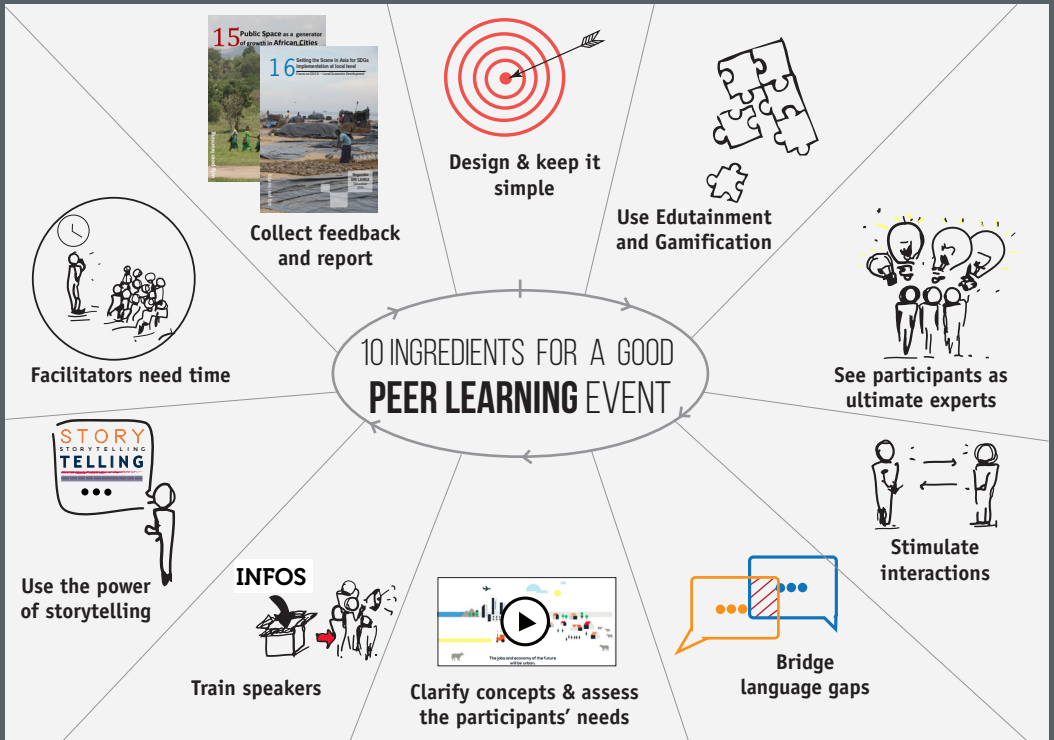 10 INGREDIENTS FOR A GOOD
PEER LEARNING EVENT
Design & keep it
simple
Use Edutainment
and Gamification
See participants as
ultimate experts
Stimulate
interactions
Bridge
language gaps
The jobs and economy of the future
will be urban.
Clarify concepts & assess
the participants' needs
INFOS
Train speakers
STORY
STORYTELLING
TELLING
Use the power
of storytelling
Facilitators need time
15 Public Space as a generator
of growth in African Cities
16 Setting the Scene in Asia for SDGs
implementation at local level
peer learning
Collect feedback
and report